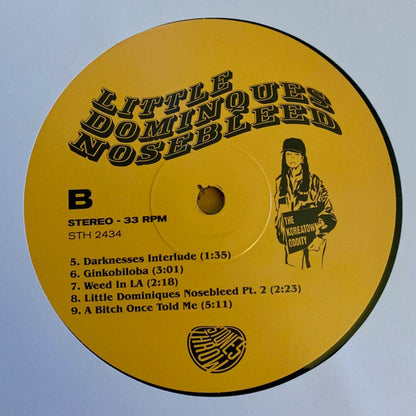 LITTLE
DOMINIQUES
NOSEBLEED
B
STEREO - 33 RPM
STH 2434
THE
KOREATOWN
ODDITY
5. Darknesses Interlude (1:35)
6. Ginkobiloba (3:01)
7. Weed In LA (2:18)
8. Little Dominiques Nosebleed Pt. 2 (2:23)
9. A Bitch Once Told Me (5:11)
STONES
THROW